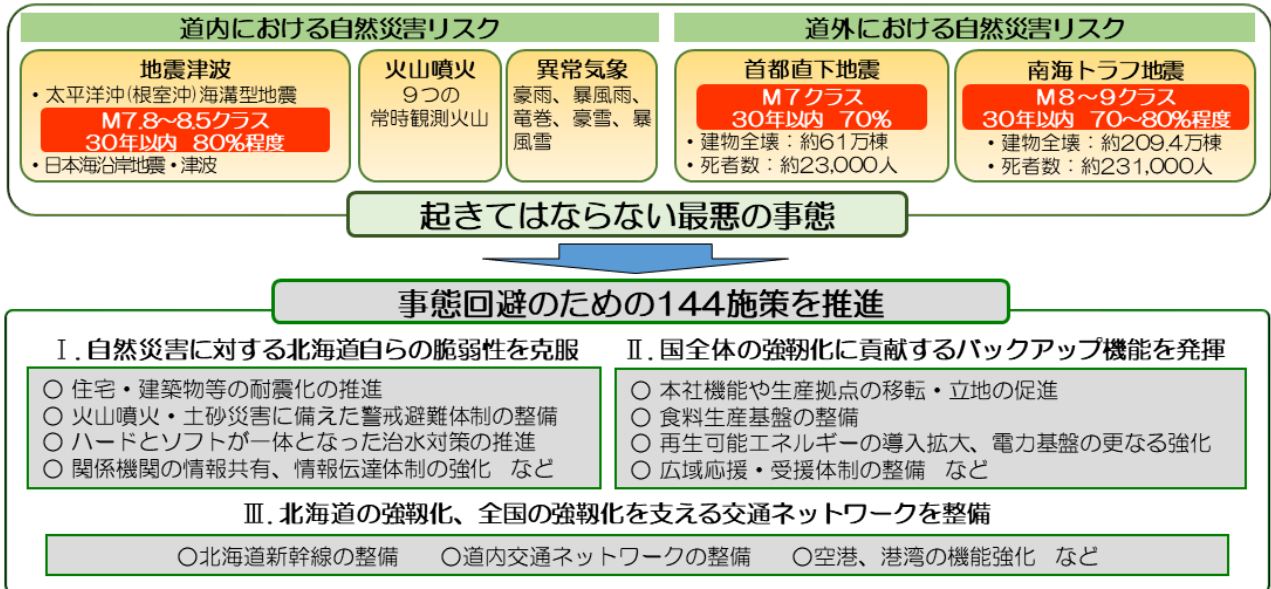 道内における自然災害リスク
地震津波
・太平洋沖(根室沖)海溝型地震
M7.8～8.5クラス
30年以内 80%程度
・日本海沿岸地震・津波
火山噴火
９つの
常時観測火山
異常気象
豪雨、暴風雨、
竜巻、豪雪、暴
風雪
道外における自然災害リスク
首都直下地震
M７クラス
30年以内 70%
・建物全壊：約61万棟
・死者数：約23,000人
南海トラフ地震
M８～９クラス
30年以内 70～80%程度
・建物全壊：約209.4万棟
・死者数：約231,000人
起きてはならない最悪の事態
事態回避のための144施策を推進
Ⅰ.自然災害に対する北海道自らの脆弱性を克服
○ 住宅・建築物等の耐震化の推進
○ 火山噴火・土砂災害に備えた警戒避難体制の整備
○ ハードとソフトが一体となった治水対策の推進
○ 関係機関の情報共有、情報伝達体制の強化 など
Ⅱ.国全体の強靱化に貢献するバックアップ機能を発揮
○ 本社機能や生産拠点の移転・立地の促進
○ 食料生産基盤の整備
○ 再生可能エネルギーの導入拡大、電力基盤の更なる強化
○ 広域応援・受援体制の整備 など
Ⅲ.北海道の強靱化、全国の強靱化を支える交通ネットワークを整備
○北海道新幹線の整備 ○道内交通ネットワークの整備 ○空港、港湾の機能強化 など